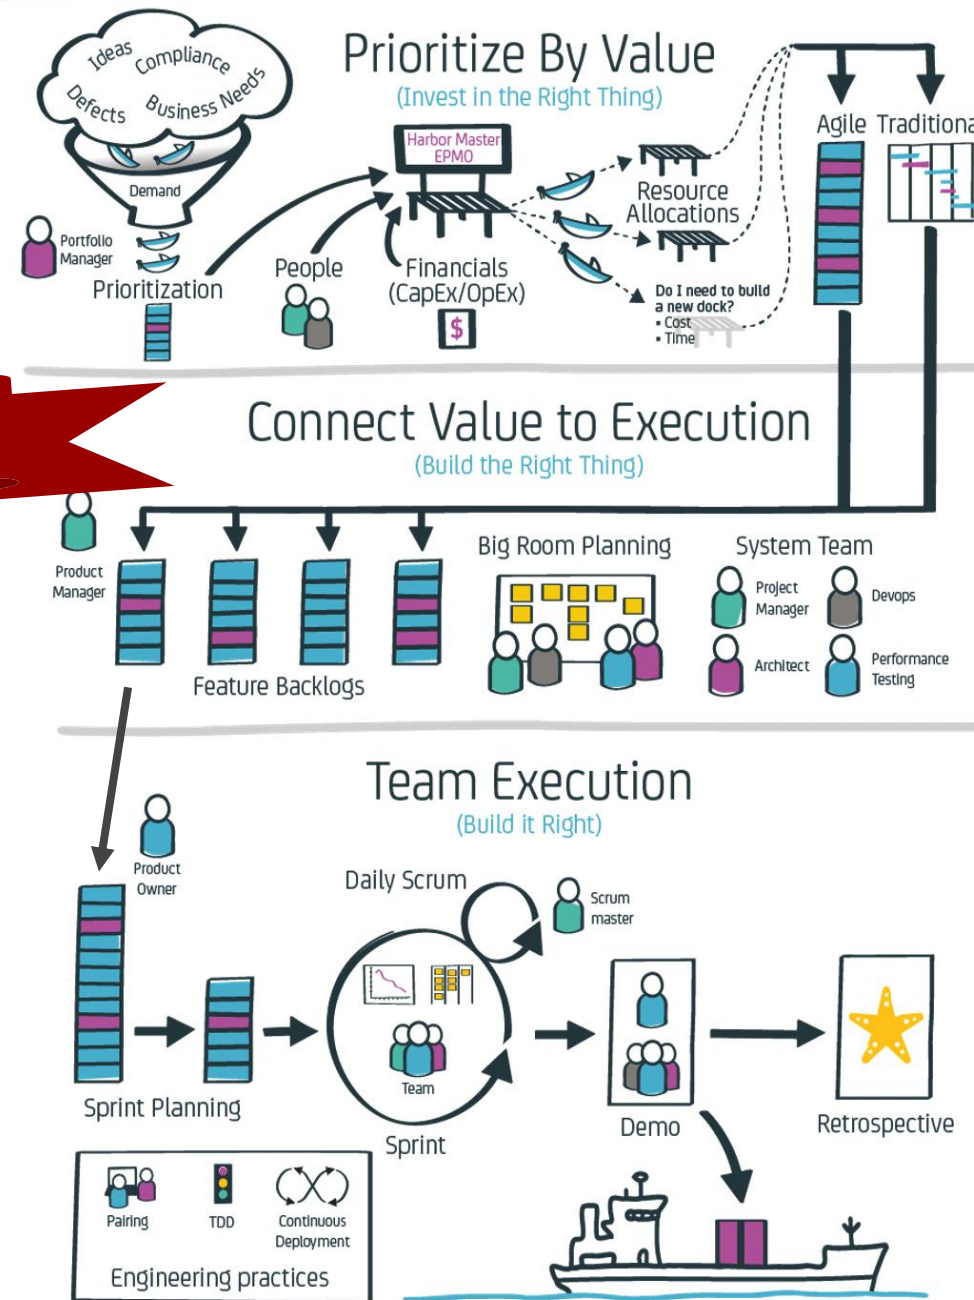 Ideas
Compliance
Defects
Business Needs
Demand
Portfolio
Manager
Prioritization
Prioritize By Value
(Invest in the Right Thing)
Harbor Master
EPMO
People
Financials
(CapEx/OpEx)
$
Resource
Allocations
Do I need to build
a new dock?
▪ Cost
▪ Time
Agile
Traditiona
Connect Value to Execution
(Build the Right Thing)
Product
Manager
Feature Backlogs
Big Room Planning
System Team
Project
Manager
Devops
Architect
Performance
Testing
Team Execution
(Build it Right)
Product
Owner
Sprint Planning
Daily Scrum
Scrum
master
Team
Sprint
Demo
Retrospective
Pairing
TDD
Continuous
Deployment
Engineering practices